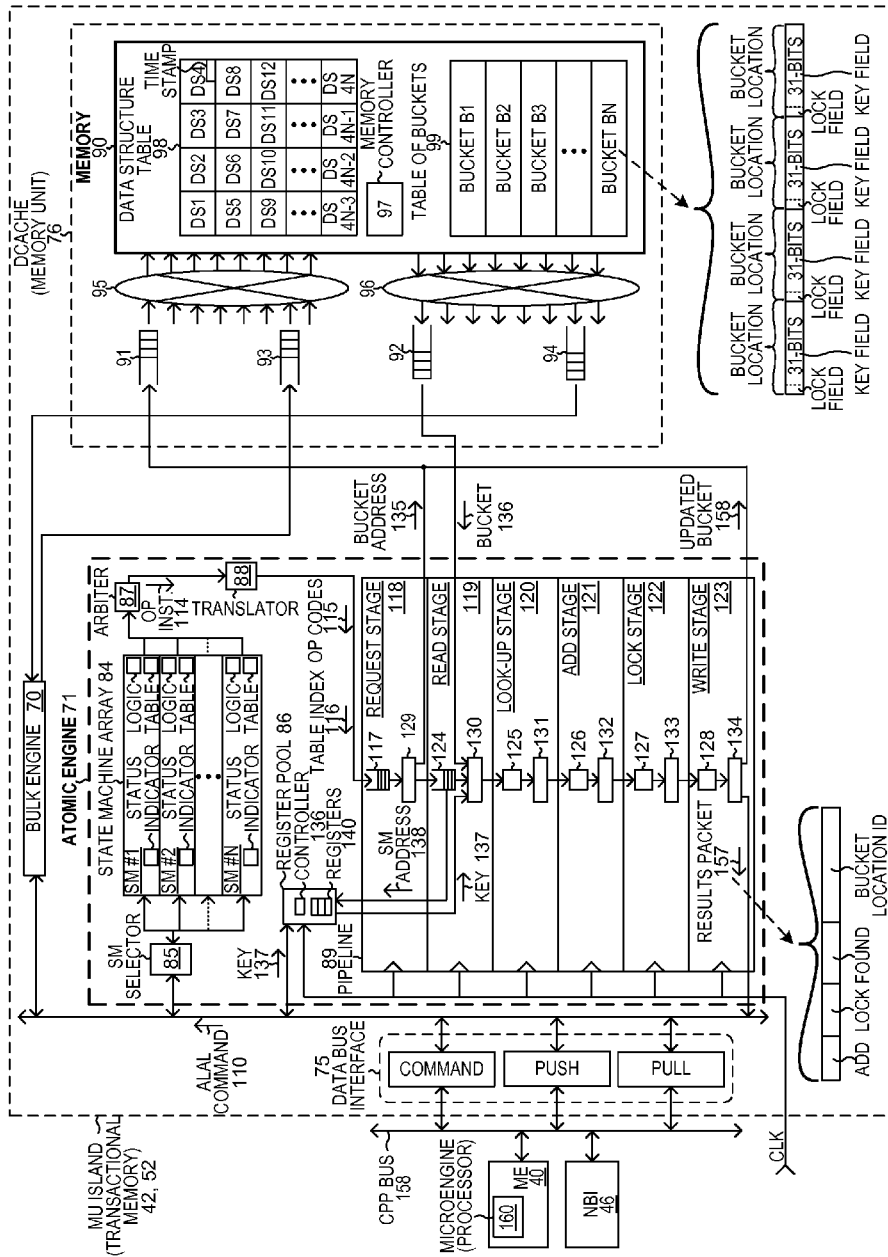 MU ISLAND
(TRANSACTIONAL
MEMORY)
42, 52
DCACHE
(MEMORY UNIT)
76
BULK ENGINE 70
ATOMIC ENGINE 71
STATE MACHINE ARRAY 84
SM #1
STATUS LOGIC
INDICATOR TABLE
SM #2
STATUS LOGIC
INDICATOR TABLE
SM #N
STATUS LOGIC
INDICATOR TABLE
SM
SELECTOR
85
ARBITER
87
OP
INST.
114
88
TRANSLATOR
ALAL
COMMAND
110
KEY
137
REGISTER POOL 86
CONTROLLER
136
REGISTERS
140
TABLE INDEX
116
OP CODES
115
SM
ADDRESS
138
KEY 137
89
PIPELINE
REQUEST STAGE
118
117
129
READ STAGE
119
124
130
LOOK-UP STAGE
120
125
131
ADD STAGE
121
126
132
LOCK STAGE
122
127
133
WRITE STAGE
123
128
134
RESULTS PACKET
157
BUCKET
ADDRESS
135
BUCKET
136
UPDATED
BUCKET
158
91
93
92
94
95
96
MEMORY
90
DATA STRUCTURE
TABLE
98
TIME
STAMP
DS1 DS2 DS3 DS4
DS5 DS6 DS7 DS8
DS9 DS10 DS11 DS12
DS 4N-3 DS 4N-2 DS 4N-1 DS 4N
MEMORY
CONTROLLER
97
TABLE OF BUCKETS
99
BUCKET B1
BUCKET B2
BUCKET B3
BUCKET BN
BUCKET LOCATION BUCKET LOCATION BUCKET LOCATION BUCKET LOCATION
31-BITS 31-BITS 31-BITS 31-BITS
LOCK FIELD LOCK FIELD LOCK FIELD LOCK FIELD
KEY FIELD KEY FIELD KEY FIELD KEY FIELD
75
DATA BUS
INTERFACE
COMMAND
PUSH
PULL
CPP BUS
158
MICROENGINE
(PROCESSOR)
160
ME
40
NBI
46
CLK
ADD LOCK FOUND BUCKET LOCATION ID